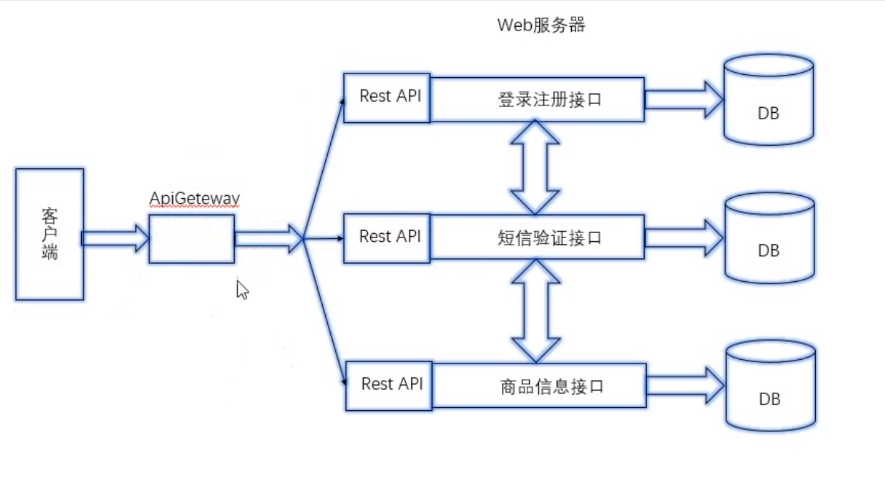 Web服务器
Rest API
登录注册接口
DB
ApiGeteway
客户端
Rest API
短信验证接口
DB
Rest API
商品信息接口
DB